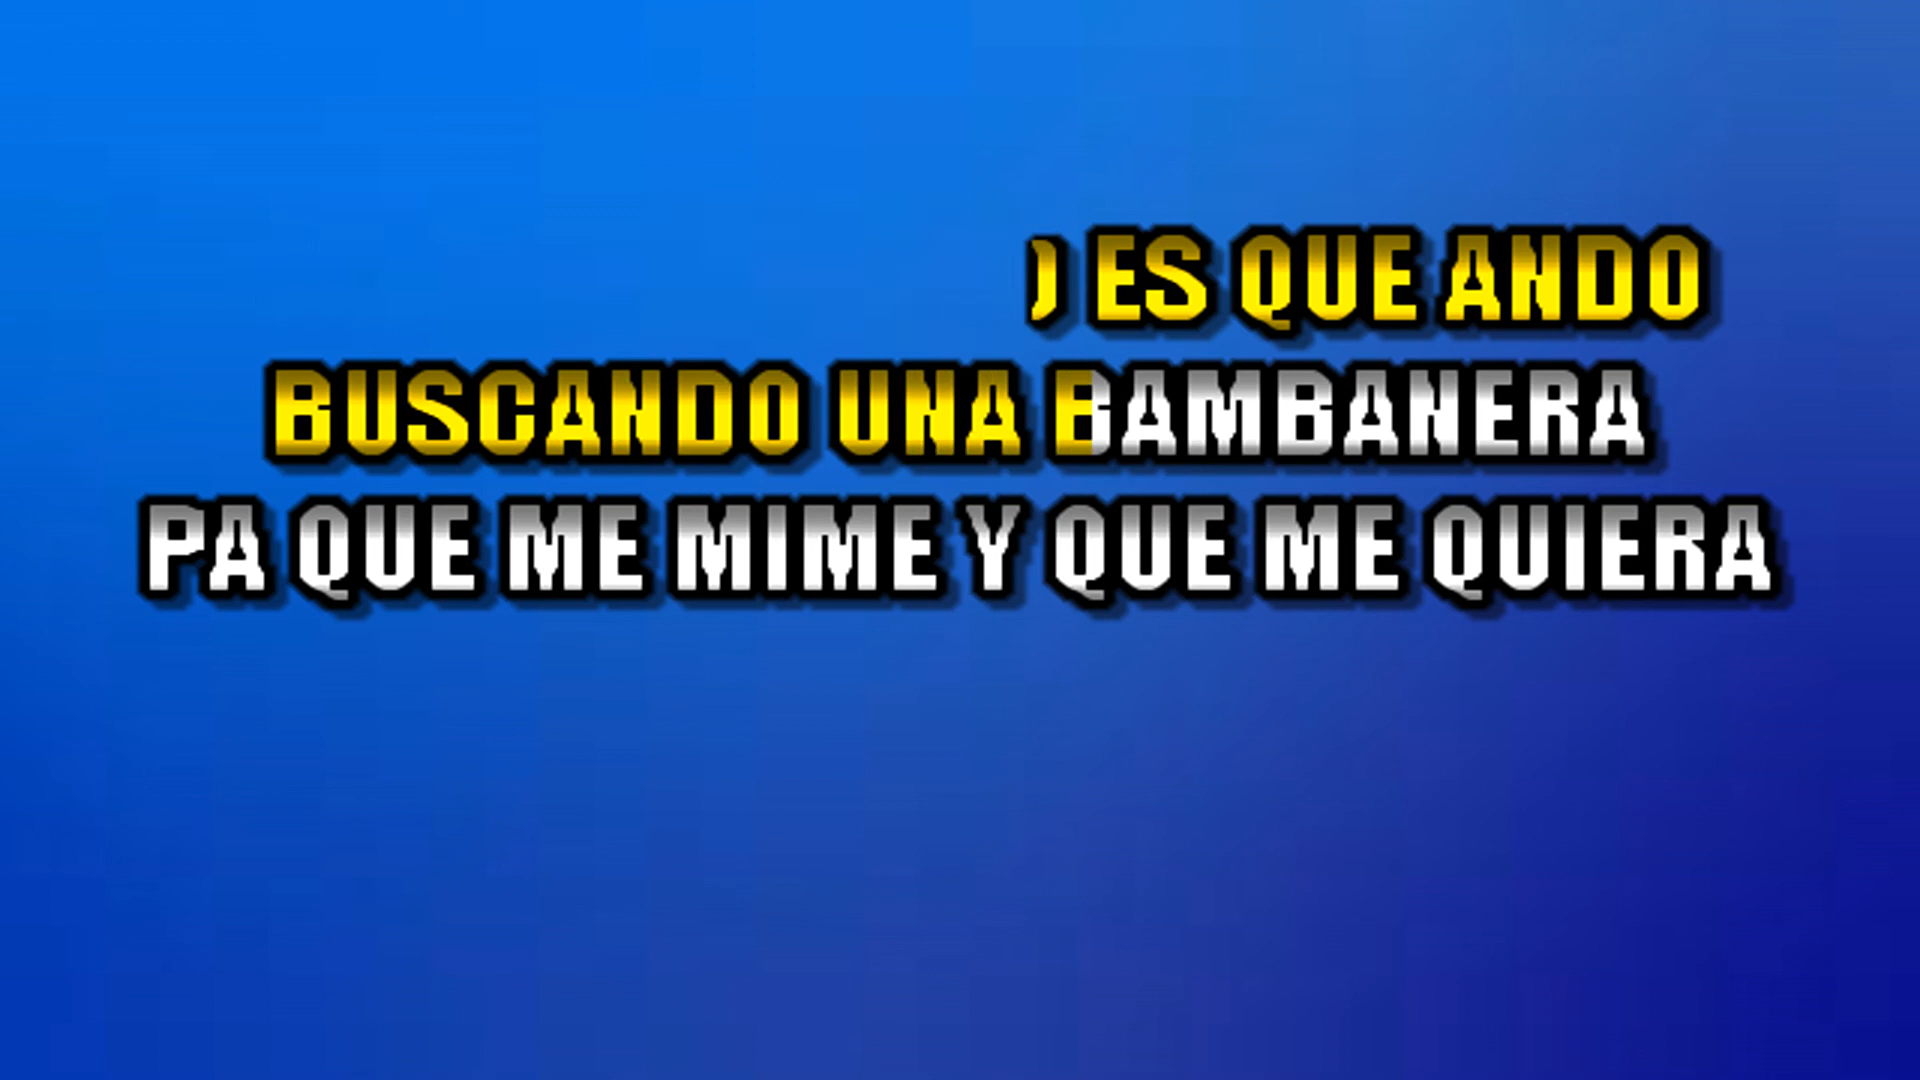 ES QUE ANDO
BUSCANDO UNA BAMBANERA
PA QUE ME MIME Y QUE ME QUIERA